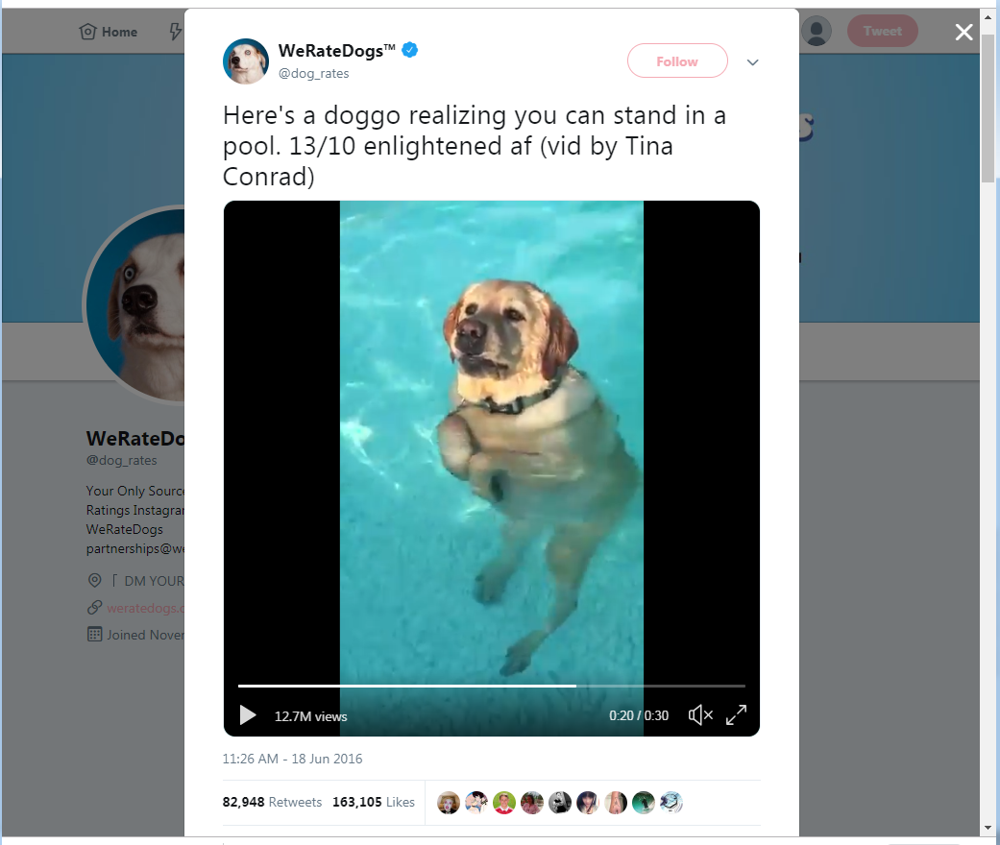 Home
Tweet
WeRateDogs™
@dog_rates
Follow
Here's a doggo realizing you can stand in a
pool. 13/10 enlightened af (vid by Tina
Conrad)
12.7M views
0:20 / 0:30
11:26 AM - 18 Jun 2016
82,948 Retweets 163,105 Likes
WeRateDo
@dog_rates
Your Only Source
Ratings Instagra
WeRateDogs
partnerships@we
DM YOUR
weratedogs.c
Joined Nover